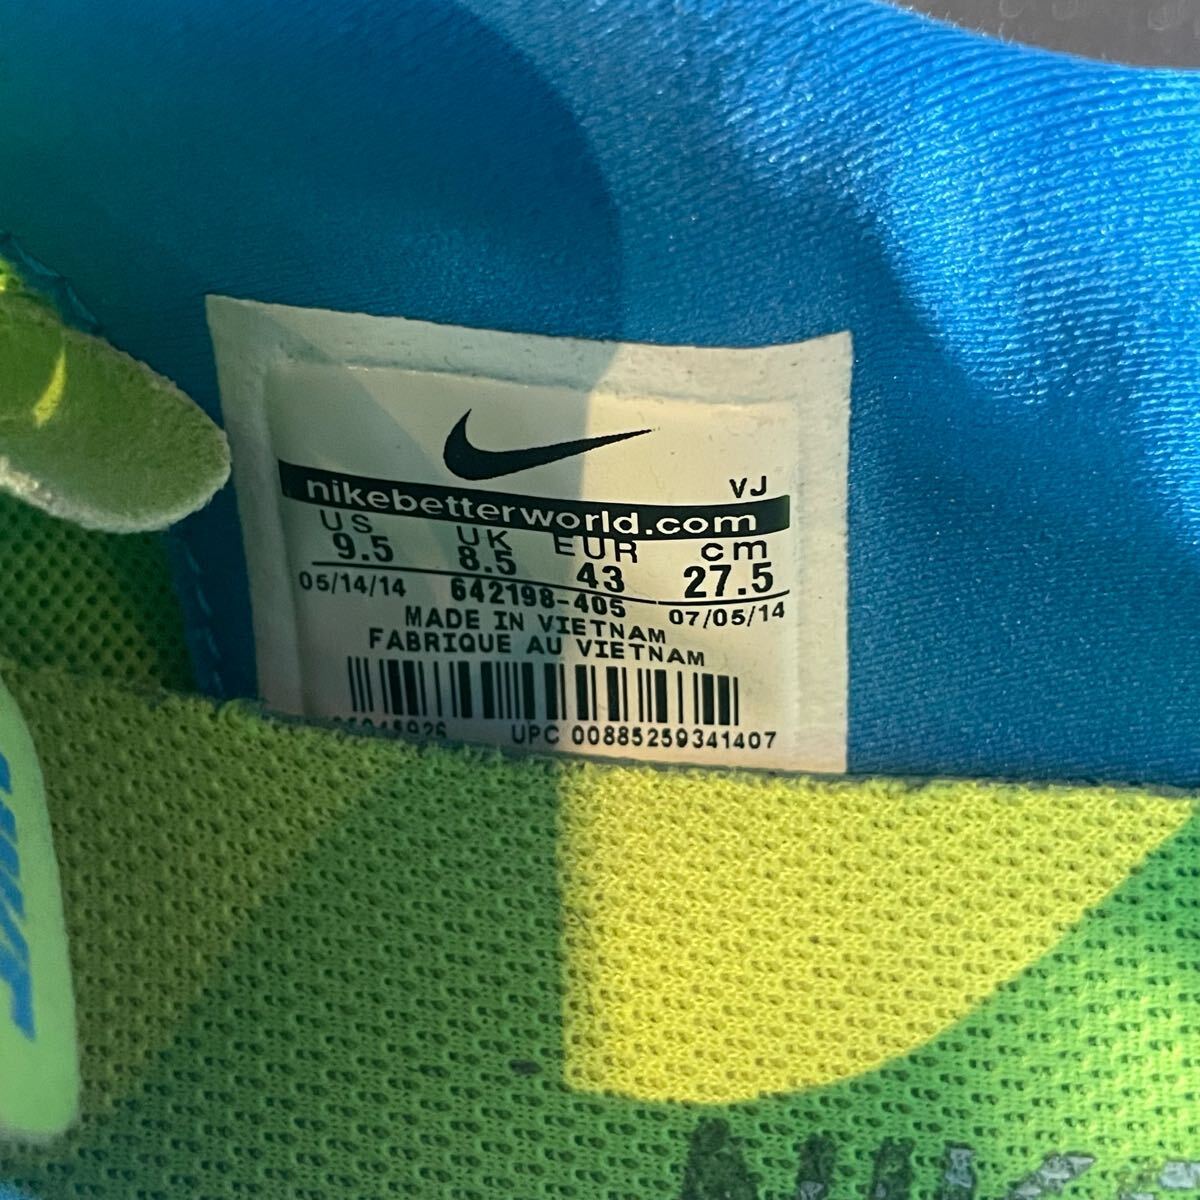 VJ
nikebetterworld.com
US UK EUR cm
9.5 8.5 43 27.5
05/14/14 642198-405 07/05/14
MADE IN VIETNAM
FABRIQUE AU VIETNAM
UPC 00885259341407